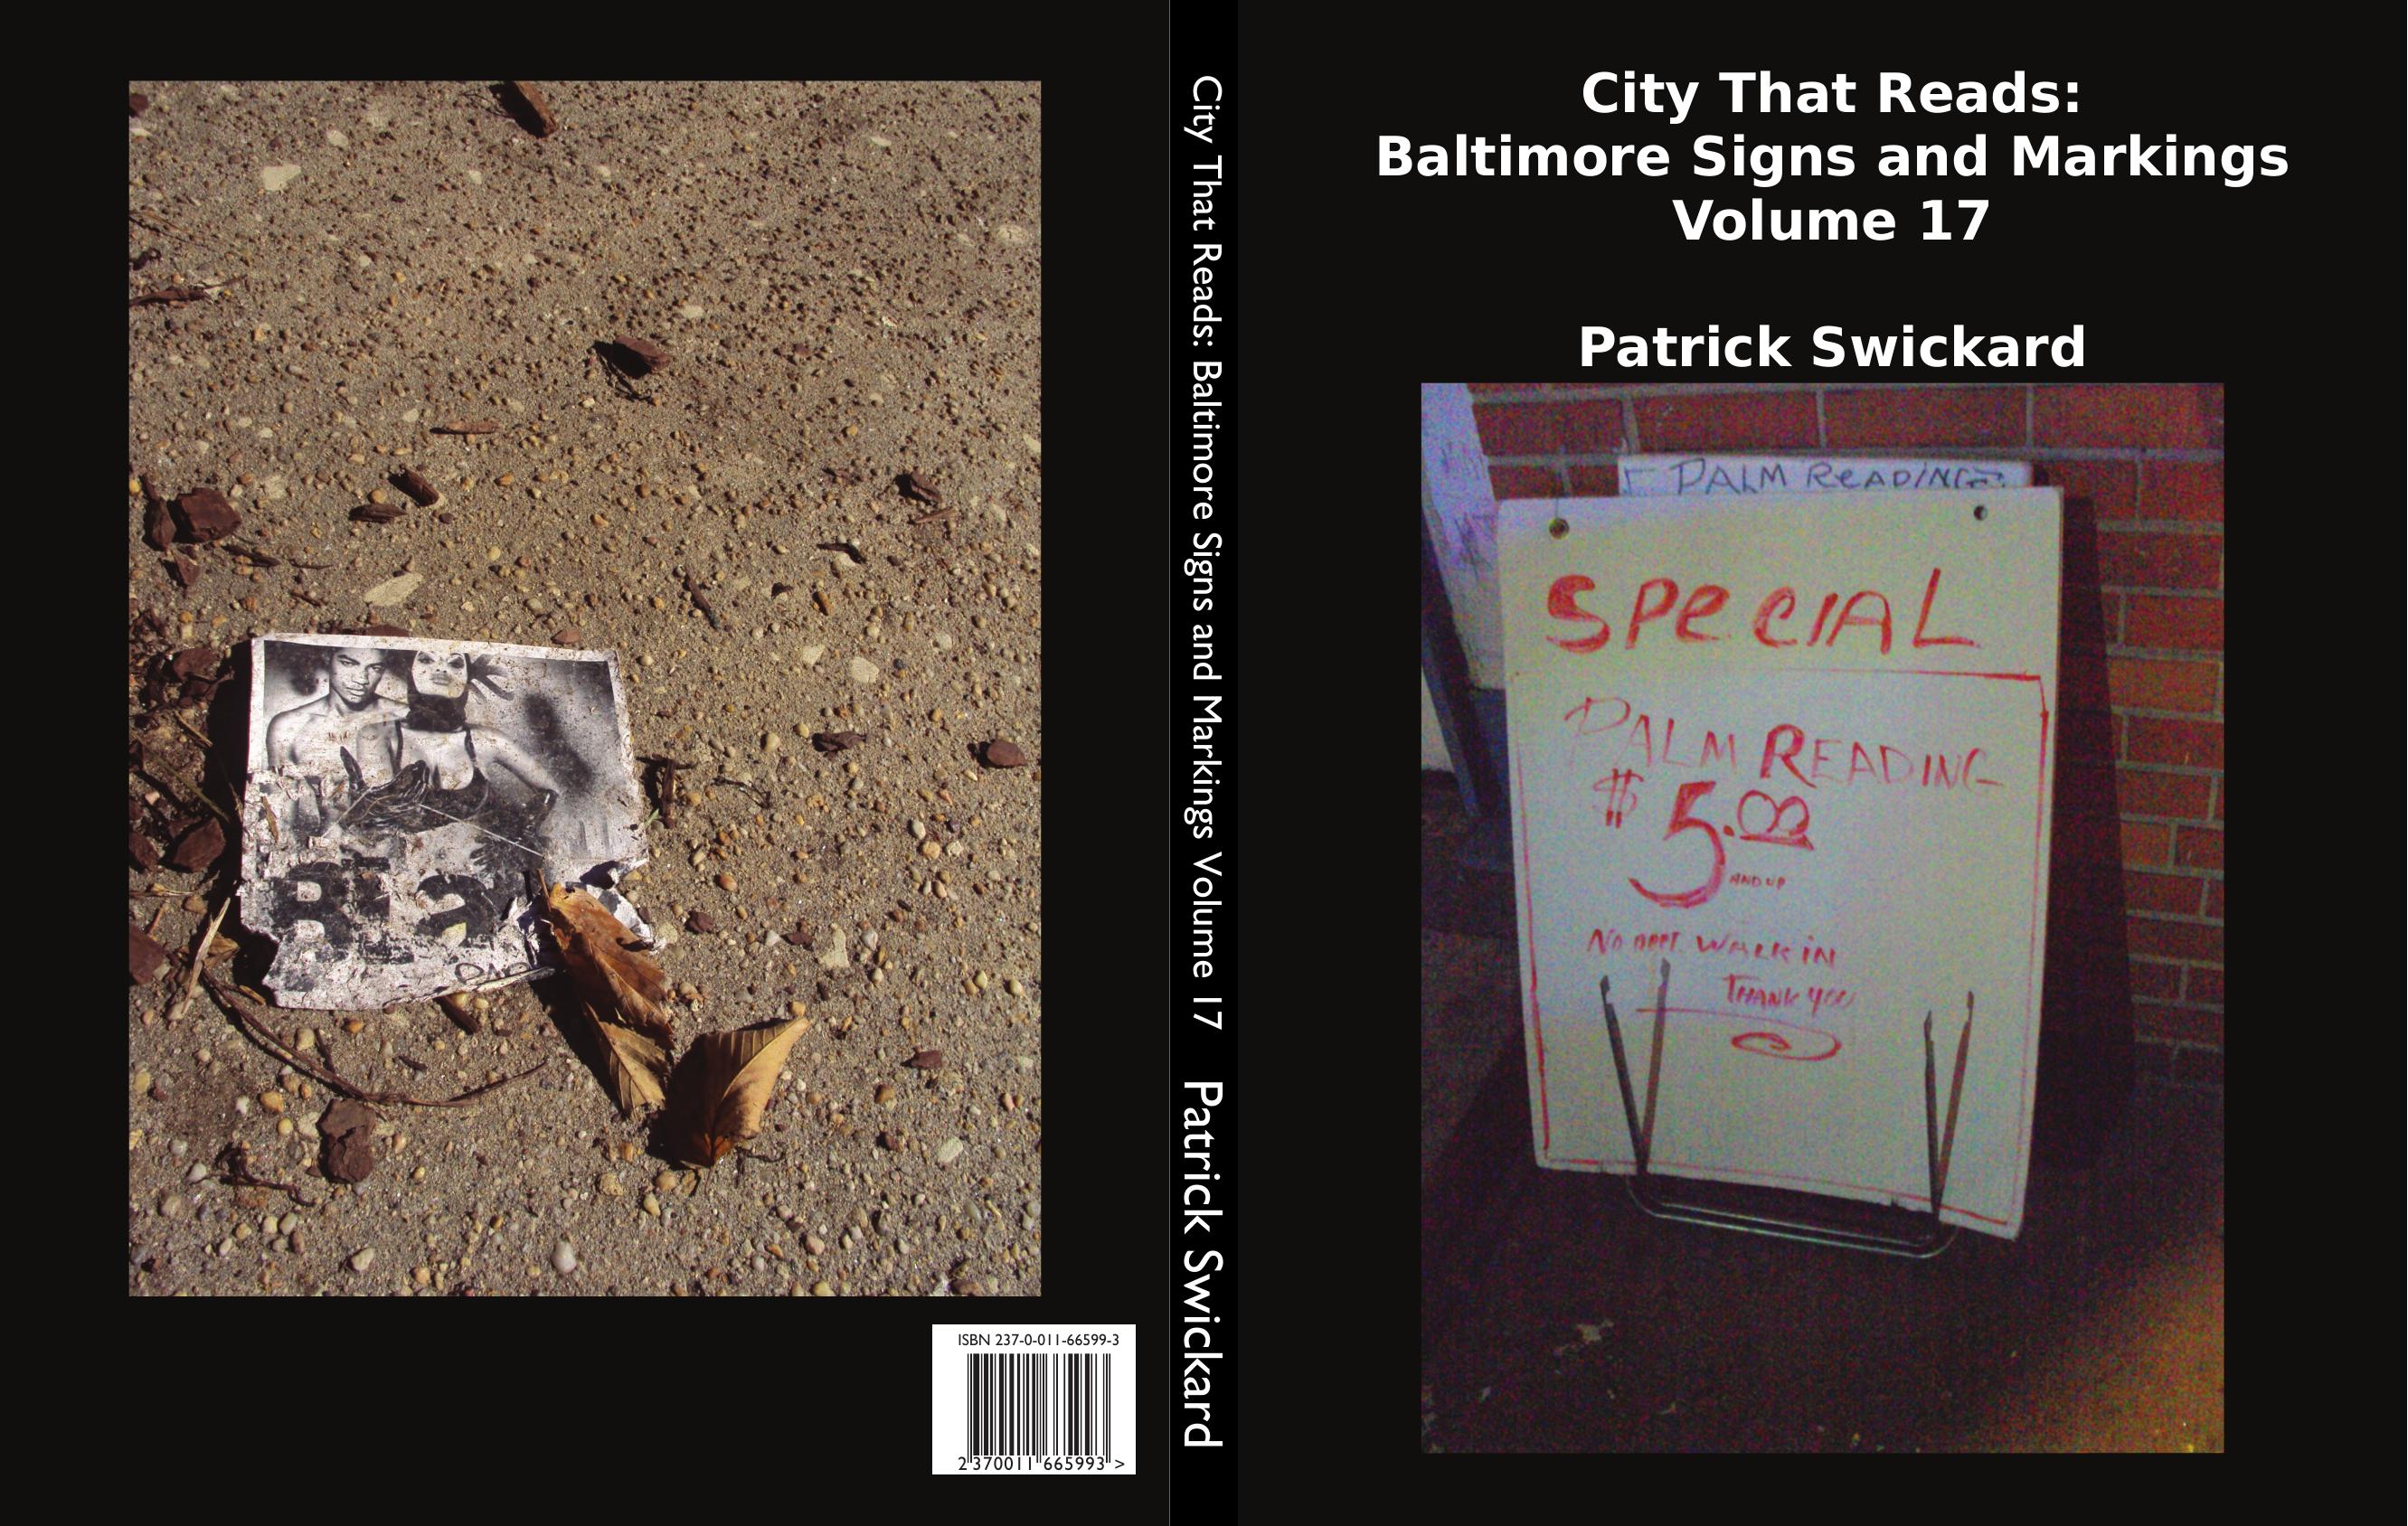 City That Reads:
Baltimore Signs and Markings
Volume 17
Patrick Swickard
PALM ReADING
SPeCIAL
PALM READING
$5.00
AND UP
NO APPT. WALK IN
THANK YOU
City That Reads: Baltimore Signs and Markings Volume 17 Patrick Swickard
ISBN 237-0-011-66599-3
2 370011 665993 >